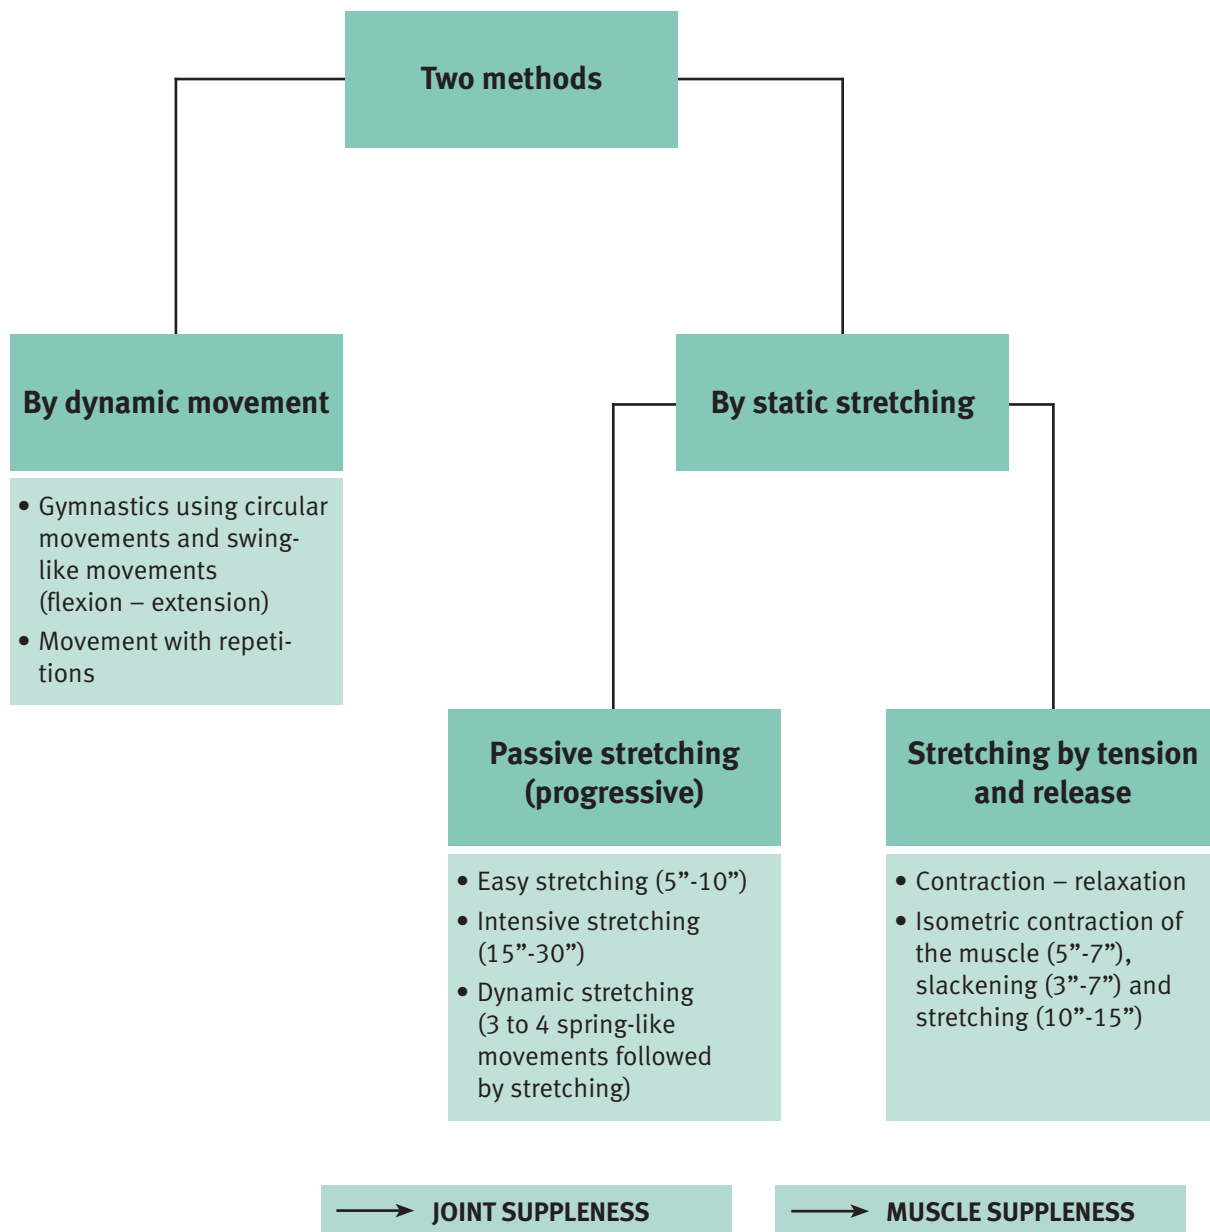 Two methods
By dynamic movement
• Gymnastics using circular
movements and swing-
like movements
(flexion – extension)
• Movement with repeti-
tions
By static stretching
Passive stretching
(progressive)
• Easy stretching (5”-10”)
• Intensive stretching
(15”-30”)
• Dynamic stretching
(3 to 4 spring-like
movements followed
by stretching)
Stretching by tension
and release
• Contraction – relaxation
• Isometric contraction of
the muscle (5”-7”),
slackening (3”-7”) and
stretching (10”-15”)
JOINT SUPPLENESS
MUSCLE SUPPLENESS